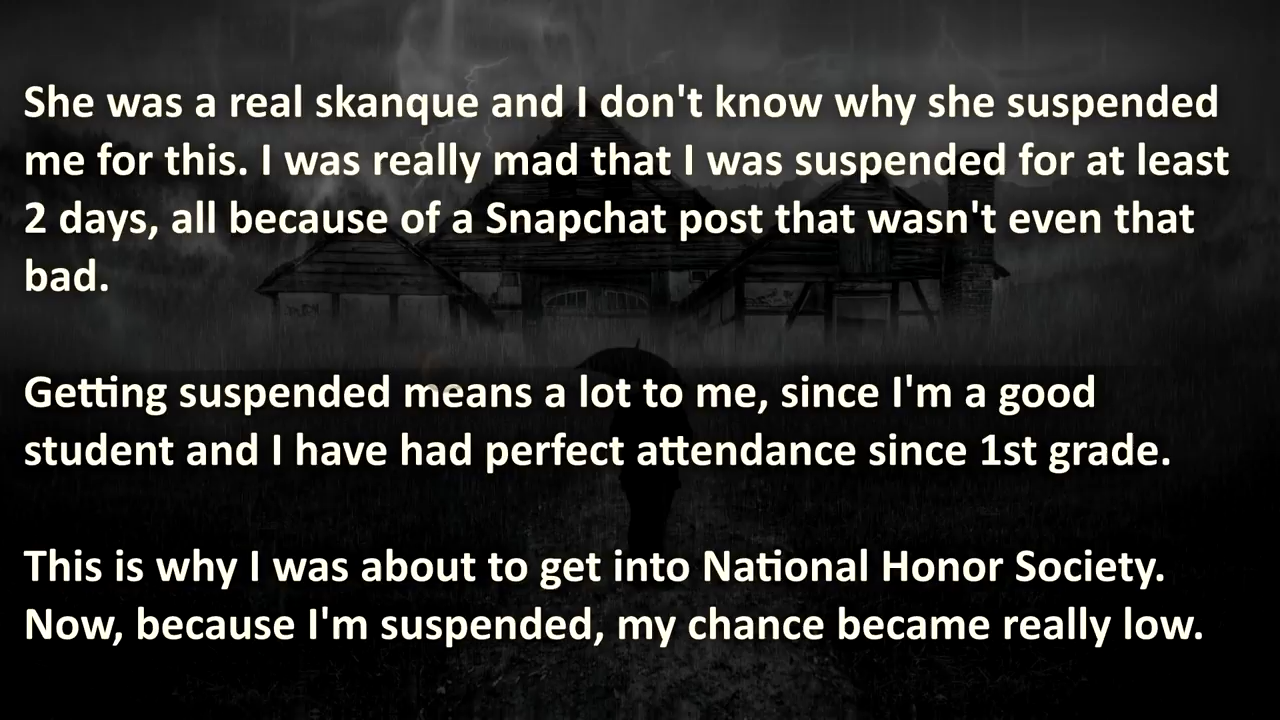 She was a real skanque and I don't know why she suspended
me for this. I was really mad that I was suspended for at least
2 days, all because of a Snapchat post that wasn't even that
bad.
Getting suspended means a lot to me, since I'm a good
student and I have had perfect attendance since 1st grade.
This is why I was about to get into National Honor Society.
Now, because I'm suspended, my chance became really low.